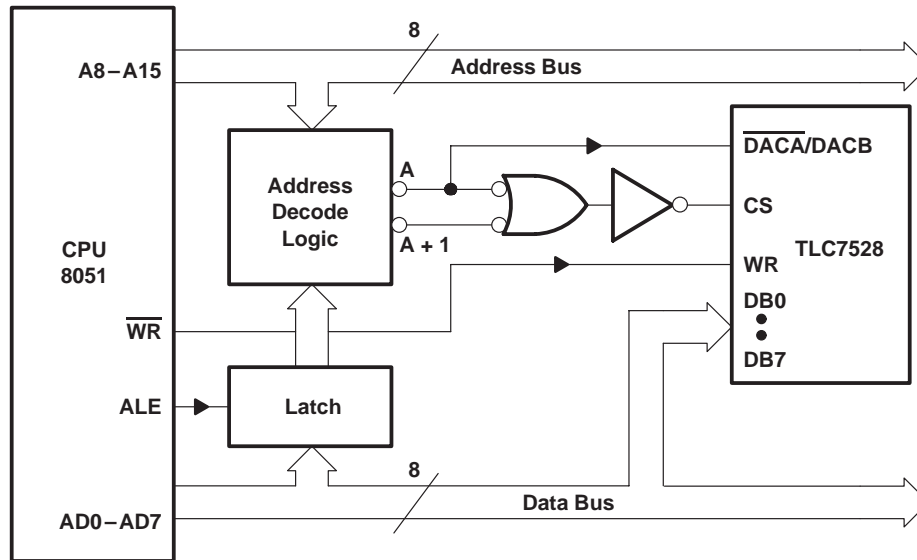 8
A8–A15
Address Bus
DACA/DACB
A
Address
Decode
Logic
CS
A + 1
CPU
8051
TLC7528
WR
DB0
WR
DB7
ALE
Latch
8
Data Bus
AD0–AD7